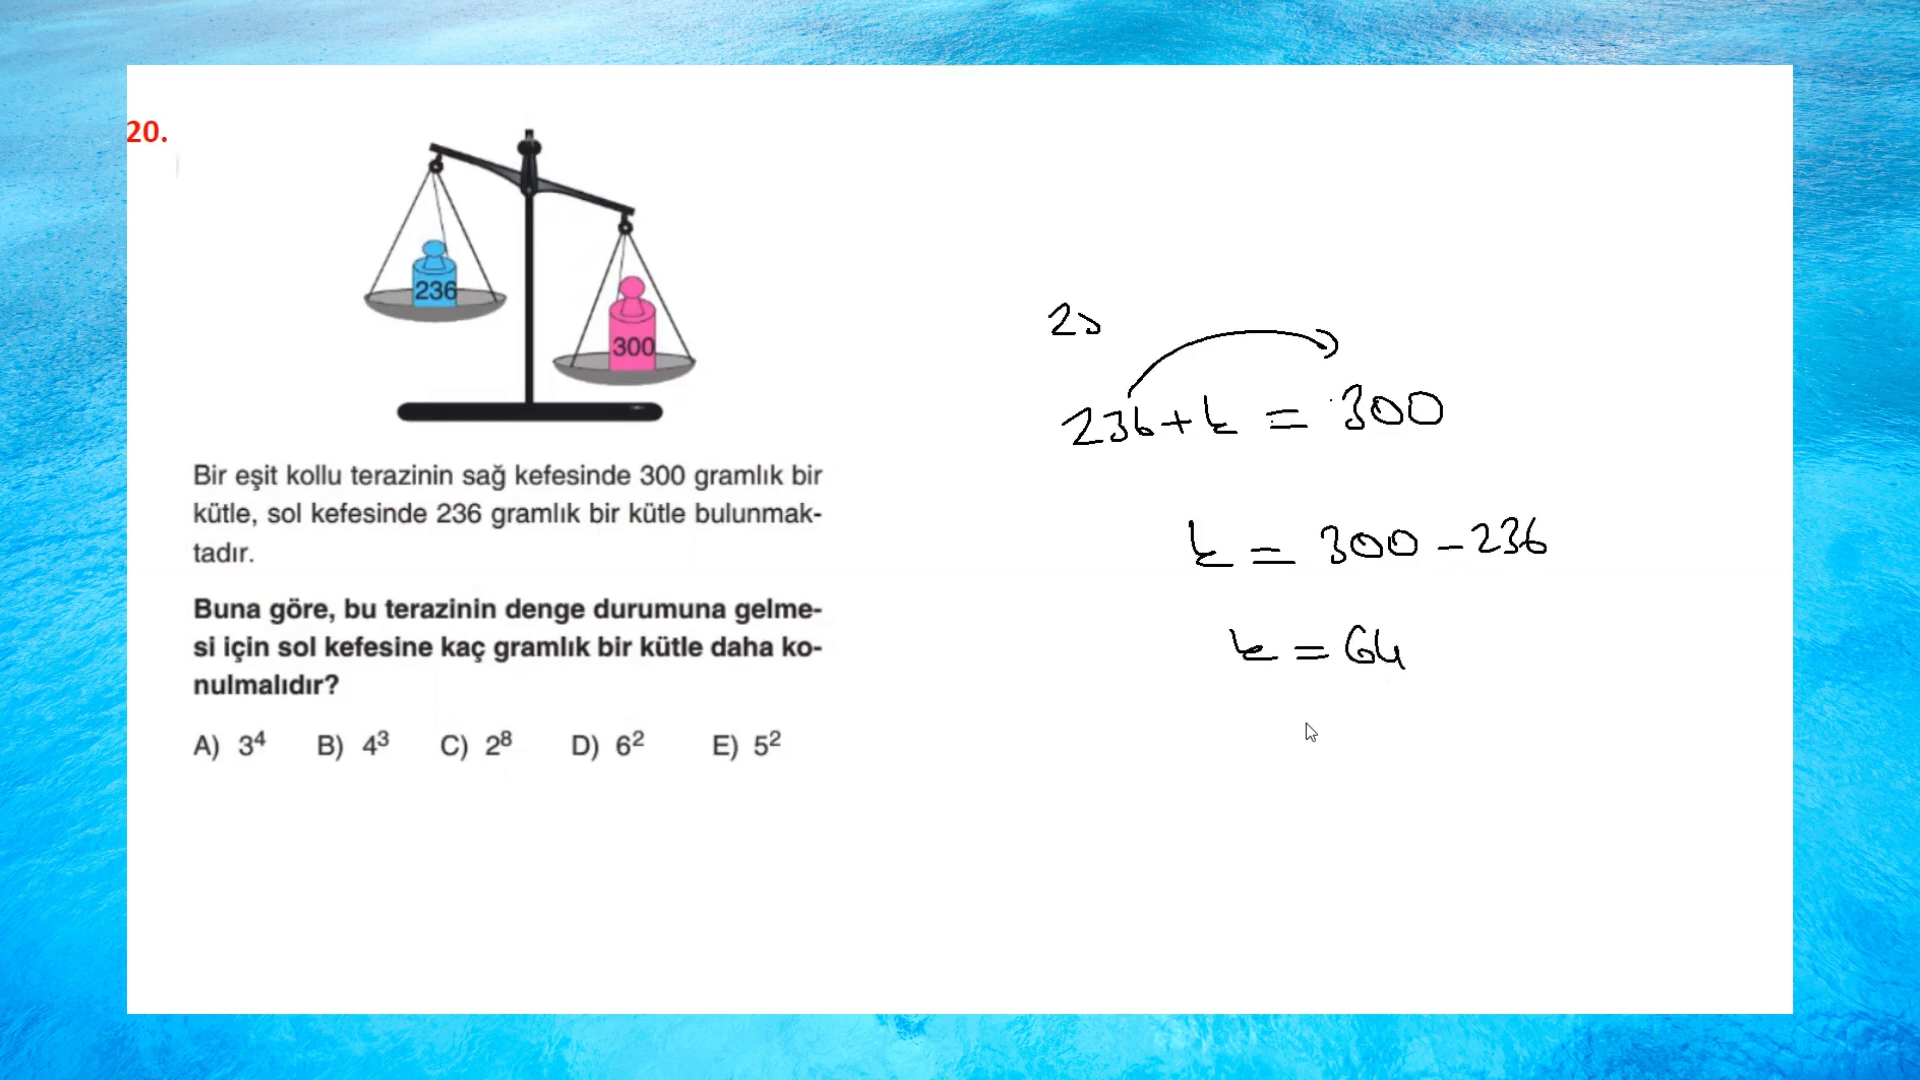 20.
236
300
Bir eşit kollu terazinin sağ kefesinde 300 gramlık bir
kütle, sol kefesinde 236 gramlık bir kütle bulunmak-
tadır.
Buna göre, bu terazinin denge durumuna gelme-
si için sol kefesine kaç gramlık bir kütle daha ko-
nulmalıdır?
A) 3⁴ B) 4³ C) 2⁸ D) 6² E) 5²
236 + k = 300
k = 300 - 236
k = 64